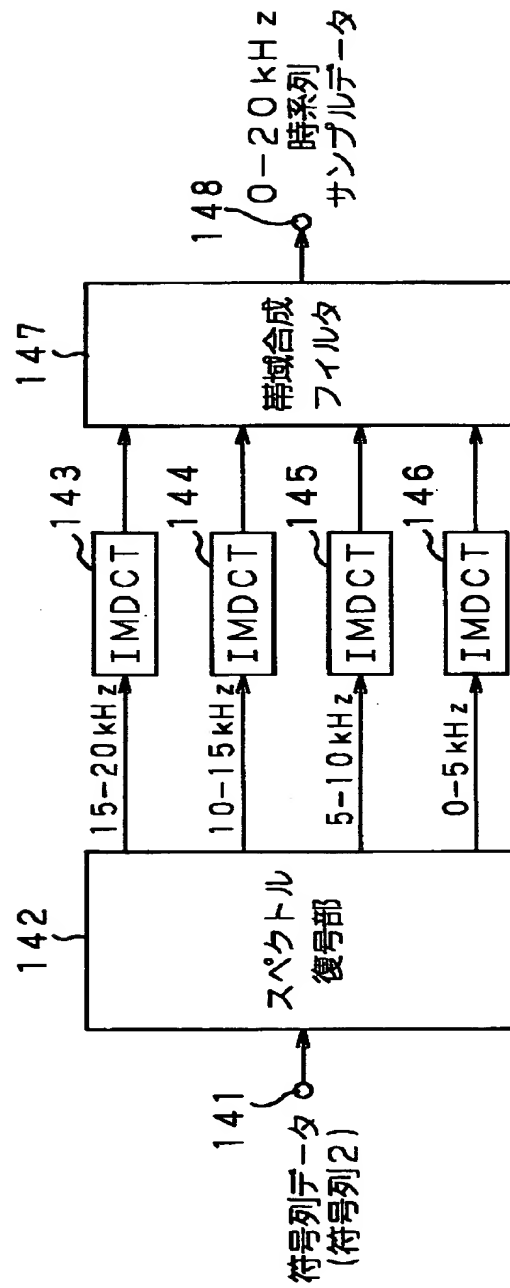 141
符号列データ
(符号列2)
142
スペクトル
復号部
15-20kHz
10-15kHz
5-10kHz
0-5kHz
143
IMDCT
144
IMDCT
145
IMDCT
146
IMDCT
147
帯域合成
フィルタ
148
0-20kHz
時系列
サンプルデータ